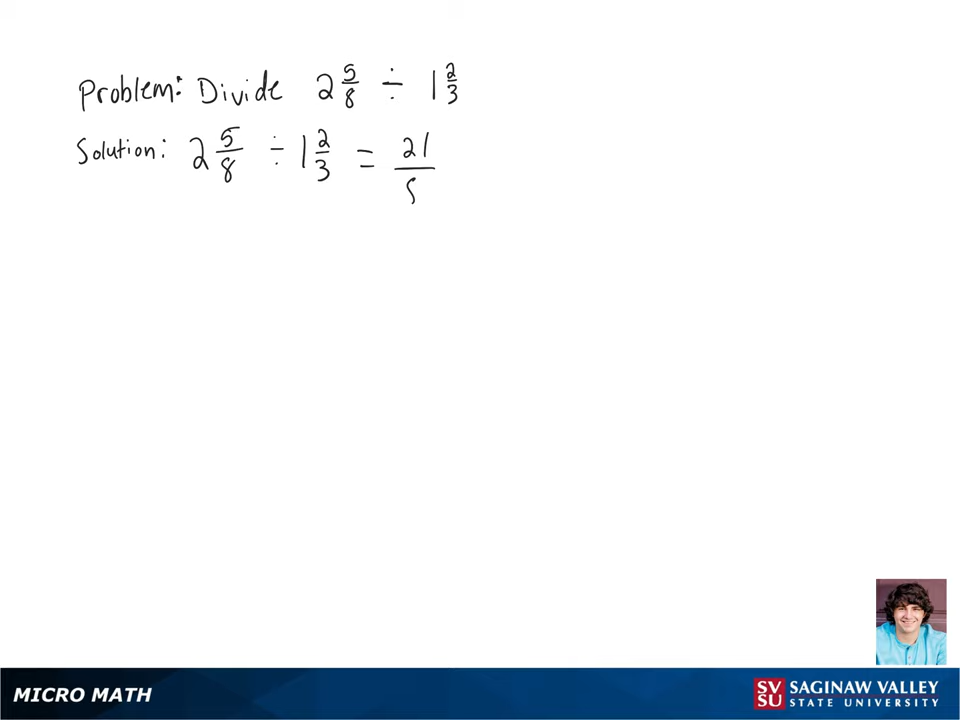 Problem: Divide 2 5/8 ÷ 1 2/3
Solution: 2 5/8 ÷ 1 2/3 = 21/
MICRO MATH
SVSU SAGINAW VALLEY STATE UNIVERSITY